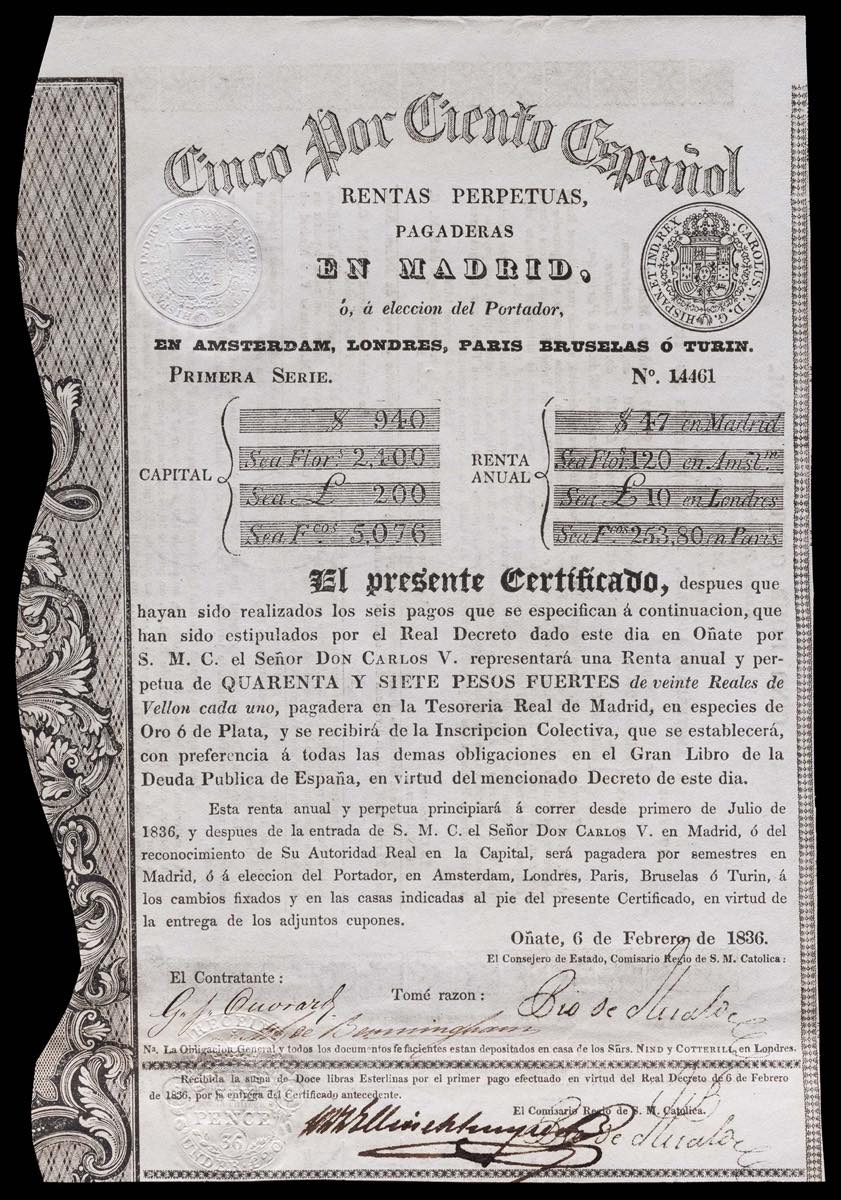 Cinco Por Ciento Español
RENTAS PERPETUAS,
PAGADERAS
EN MADRID,
ó, á eleccion del Portador,
EN AMSTERDAM, LONDRES, PARIS BRUSELAS Ó TURIN.
CAROLUS V. D. G. HISPAN. ET IND. REX
PRIMERA SERIE. Nº. 14461
CAPITAL
$ 940
Sea Flor.s 2,400
Sea £ 200
Sea F.cos 5,076
RENTA ANUAL
$ 47 en Madrid
Sea Flor.s 120 en Amst.m
Sea £ 10 en Londres
Sea F.cos 253,80 en Paris
El presente Certificado, despues que
hayan sido realizados los seis pagos que se especifican á continuacion, que
han sido estipulados por el Real Decreto dado este dia en Oñate por
S. M. C. el Señor DON CARLOS V. representará una Renta anual y per-
petua de QUARENTA Y SIETE PESOS FUERTES de veinte Reales de
Vellon cada uno, pagadera en la Tesoreria Real de Madrid, en especies de
Oro ó de Plata, y se recibirá de la Inscripcion Colectiva, que se establecerá,
con preferencia á todas las demas obligaciones en el Gran Libro de la
Deuda Publica de España, en virtud del mencionado Decreto de este dia.
Esta renta anual y perpetua principiará á correr desde primero de Julio de
1836, y despues de la entrada de S. M. C. el Señor DON CARLOS V. en Madrid, ó del
reconocimiento de Su Autoridad Real en la Capital, será pagadera por semestres en
Madrid, ó á eleccion del Portador, en Amsterdam, Londres, Paris, Bruselas ó Turin, á
los cambios fixados y en las casas indicadas al pie del presente Certificado, en virtud de
la entrega de los adjuntos cupones.
Oñate, 6 de Febrero de 1836.
El Consejero de Estado, Comisario Regio de S. M. Catolica:
El Contratante:
Tomé razon:
G. J. Ouvrard
Na. La Obligacion General y todos los documentos fefacientes estan depositados en casa de los Sñrs. NIND y COTTERILL, en Londres.
Recibida la suma de Doce libras Esterlinas por el primer pago efectuado en virtud del Real Decreto de 6 de Febrero
de 1836, por la entrega del Certificado antecedente.
El Comisario Regio de S. M. Catolica.
PENCE